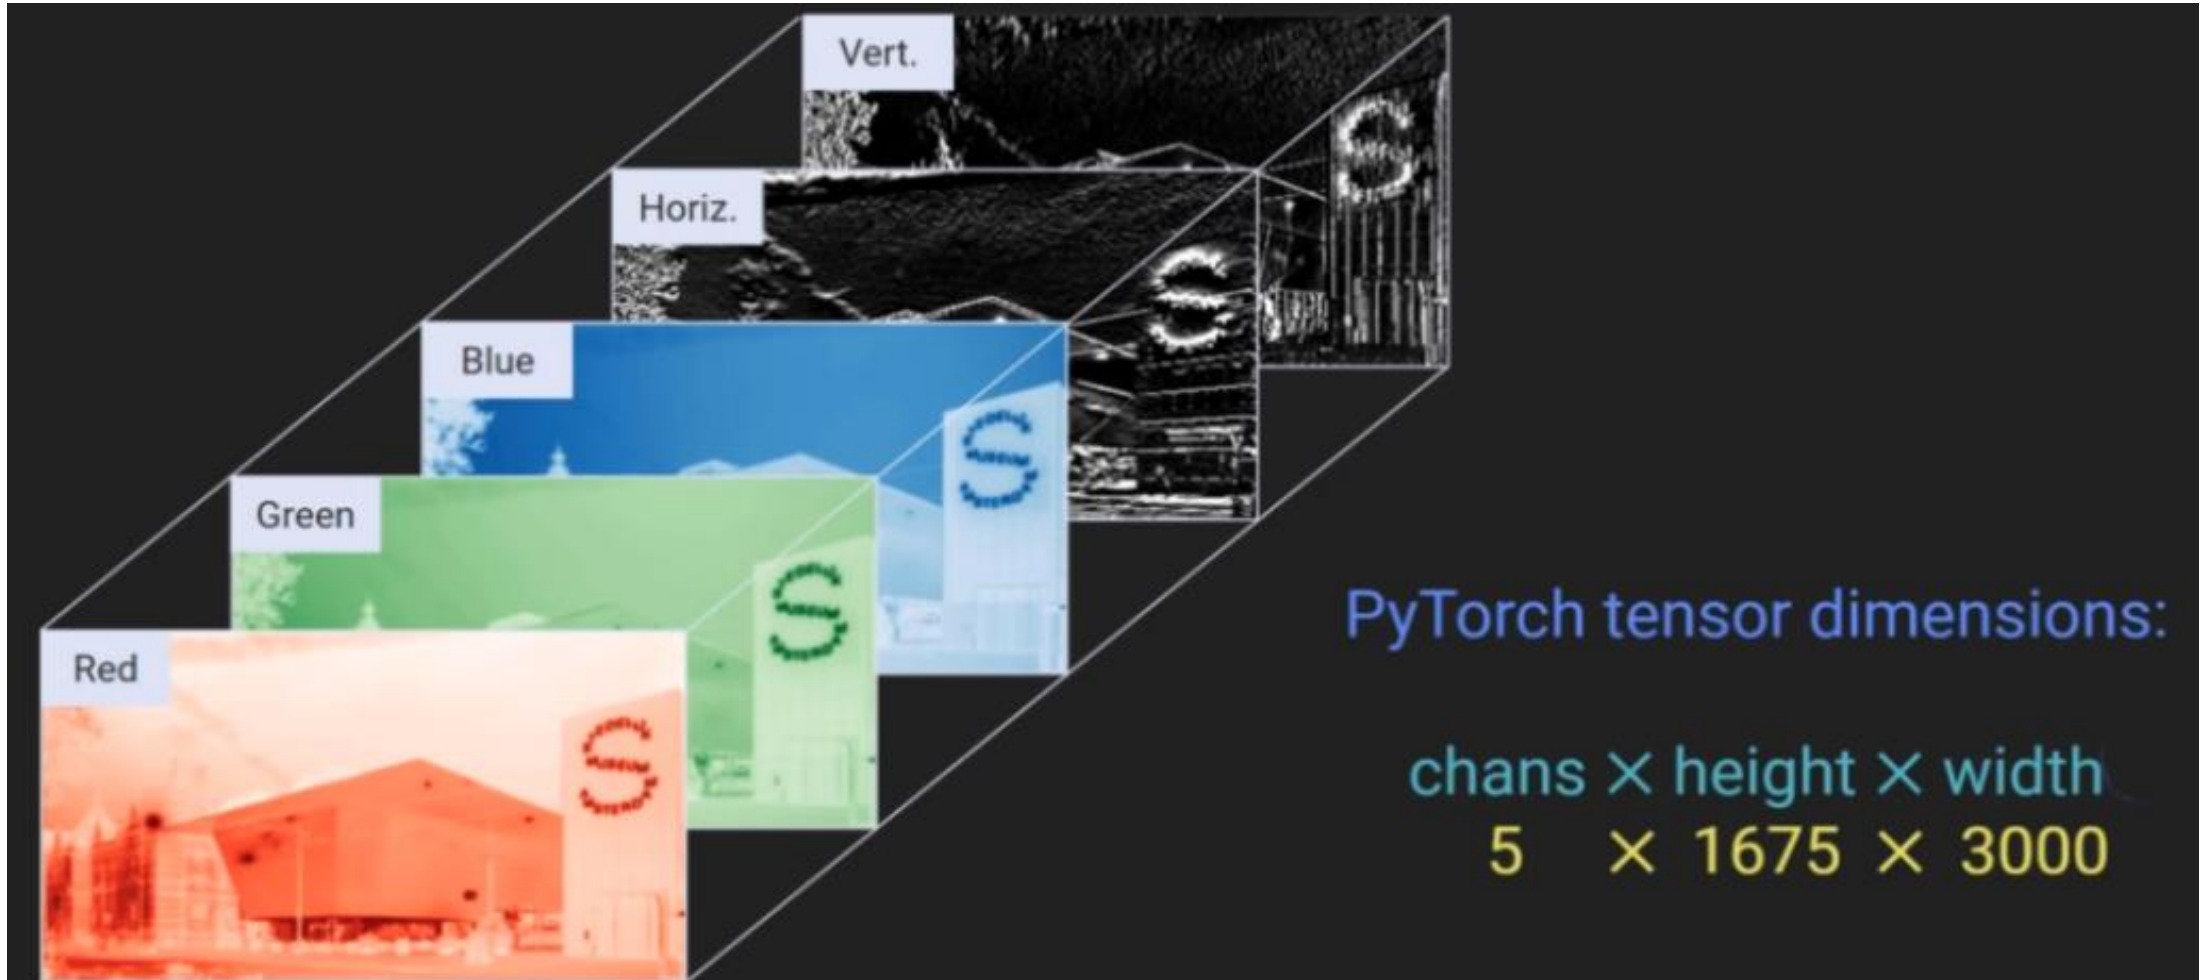 Vert.
Horiz.
Blue
Green
Red
S
S
S
S
S
PyTorch tensor dimensions:
chans × height × width
5 × 1675 × 3000